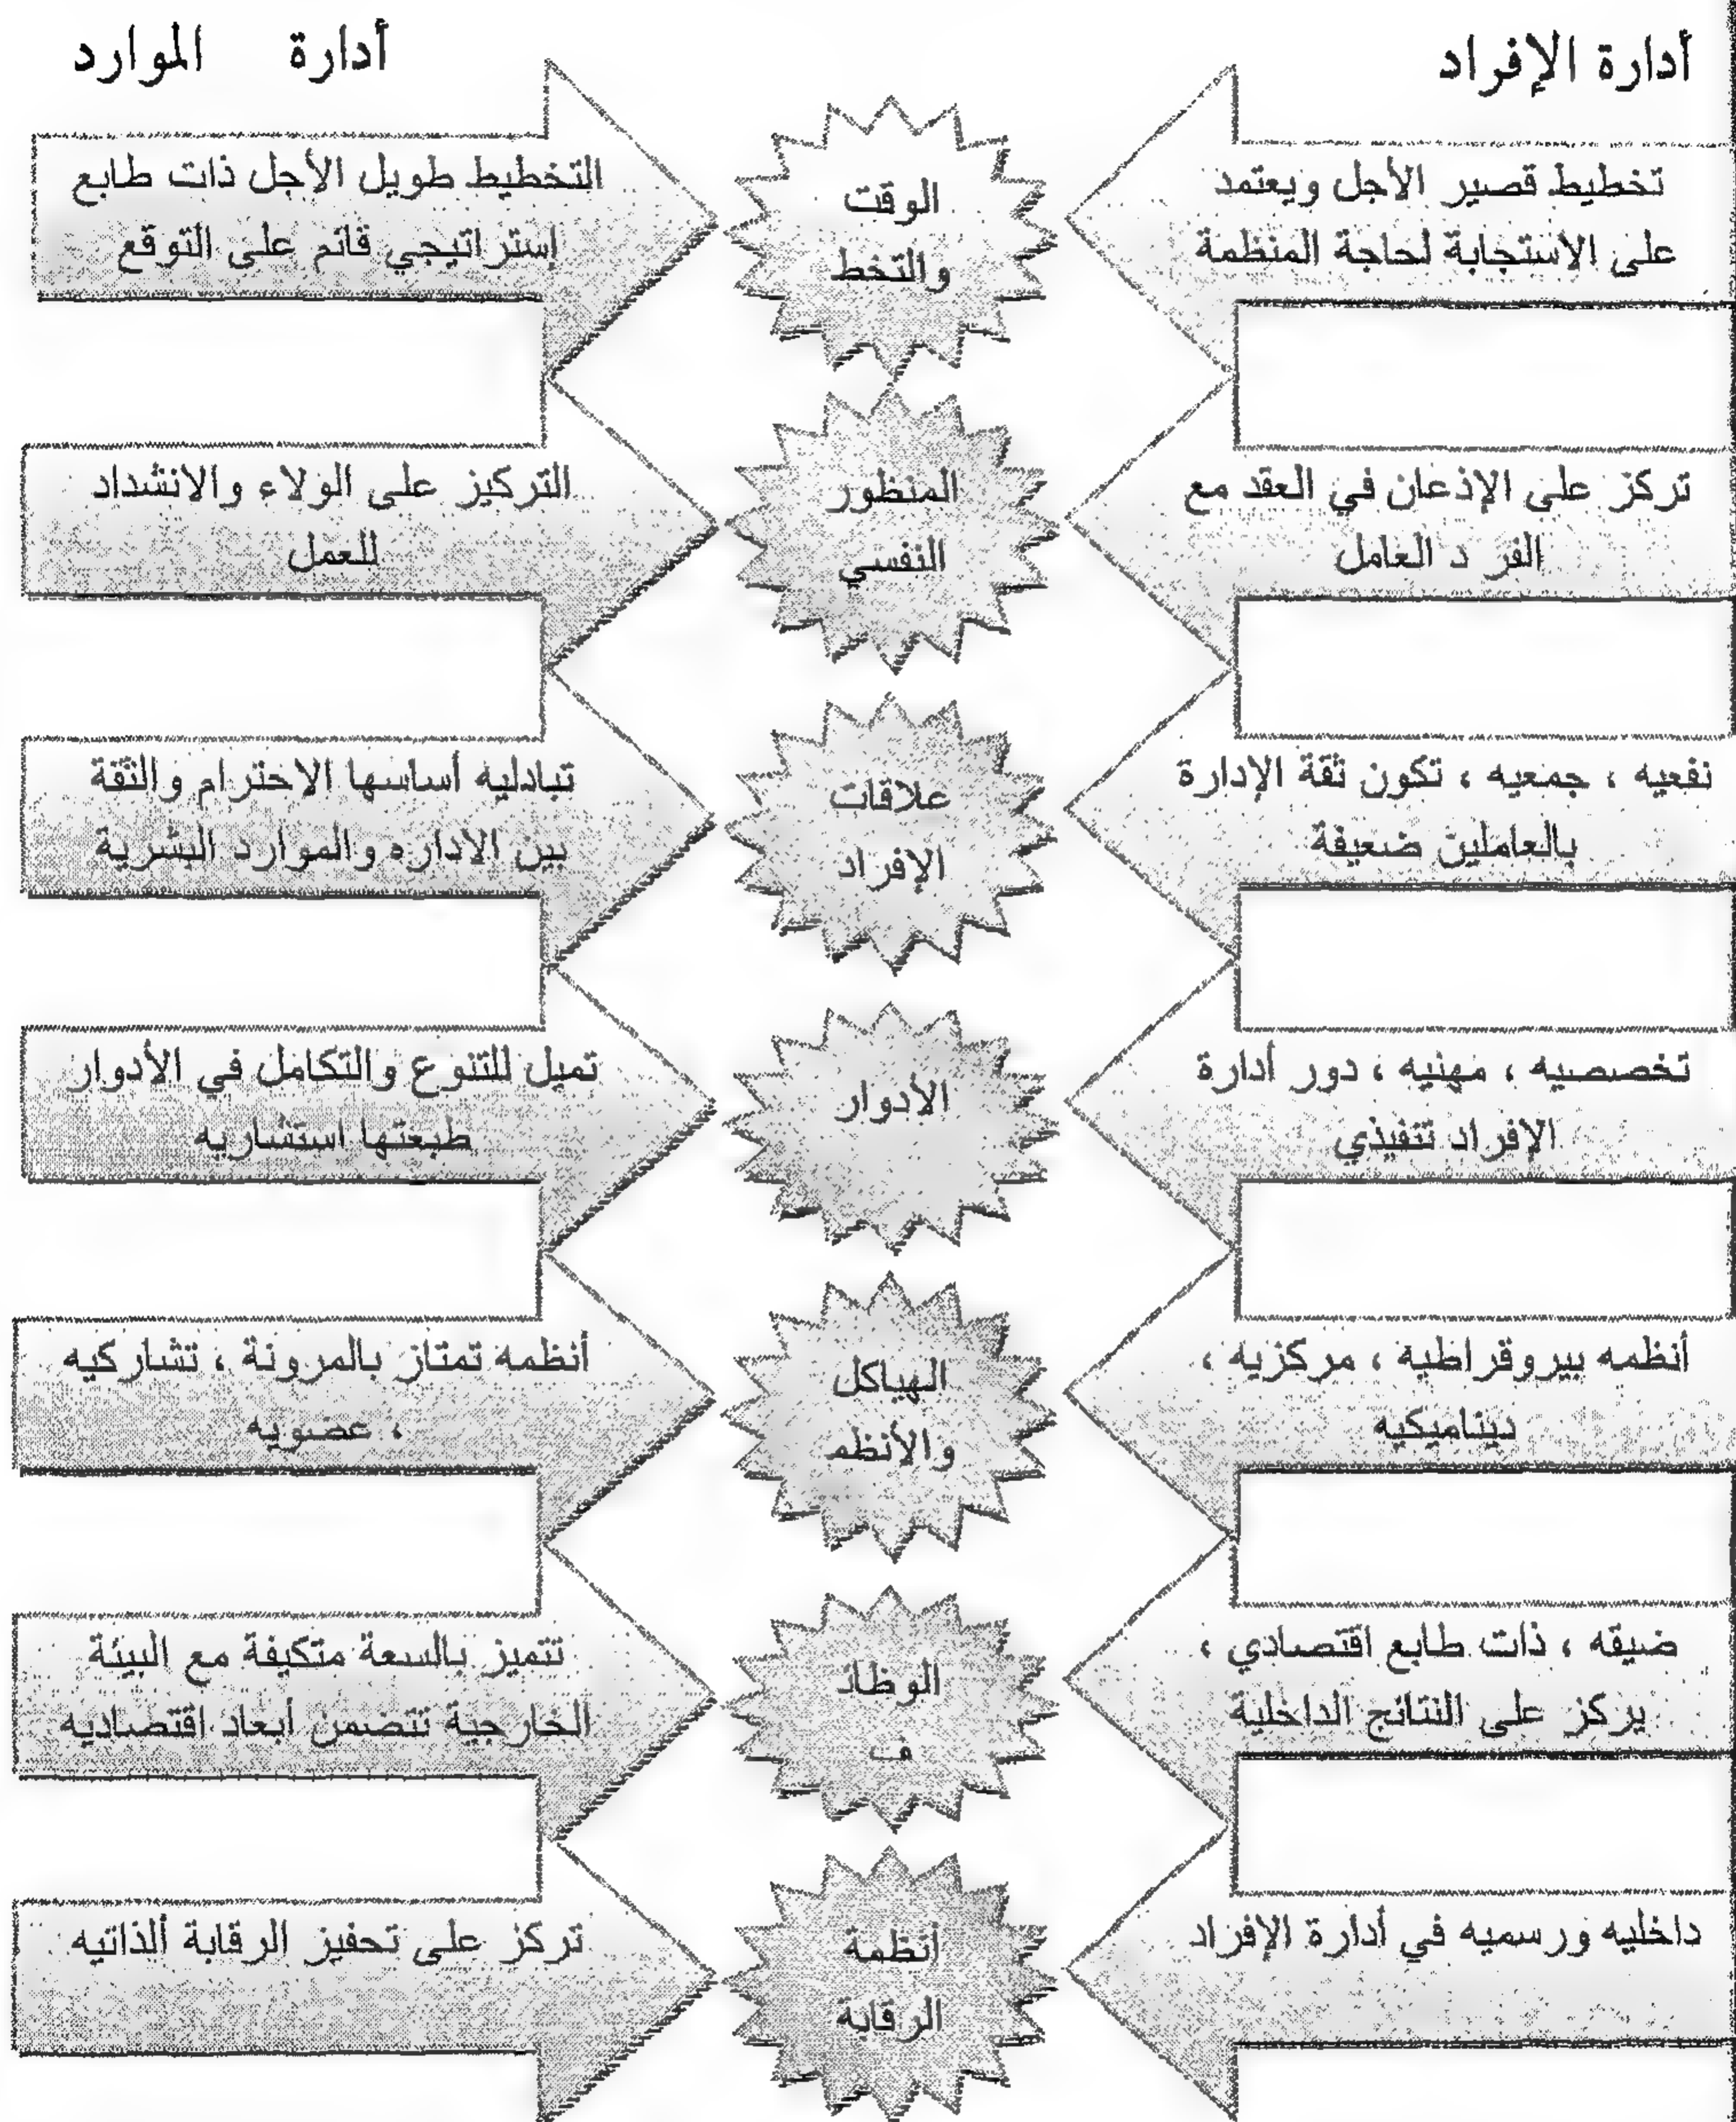 أدارة الإفراد
أدارة الموارد
تخطيط قصير الأجل ويعتمد
على الاستجابة لحاجة المنظمة
الوقت
والتخط
التخطيط طويل الأجل ذات طابع
إستراتيجي قائم على التوقع
تركز على الإذعان في العقد مع
الفر د العامل
المنظور
النفسي
التركيز على الولاء والانشداد
للعمل
نفعيه ، جمعيه ، تكون ثقة الإدارة
بالعاملين ضعيفة
علاقات
الإفراد
تبادليه أساسها الاحترام والثقة
بين الاداره والموارد البشرية
تخصصيه ، مهنيه ، دور أدارة
الإفراد تنفيذي
الأدوار
تميل للتنوع والتكامل في الأدوار
طبعتها استشاريه
أنظمه بيروقراطيه ، مركزيه ،
ديناميكيه
الهياكل
والأنظم
أنظمه تمتاز بالمرونة ، تشاركيه
، عضويه
ضيقه ، ذات طابع اقتصادي ،
يركز على النتائج الداخلية
الوظائ
ف
تتميز بالسعة متكيفة مع البيئة
الخارجية تتضمن أبعاد اقتصاديه
داخليه ورسميه في أدارة الإفراد
أنظمة
الرقابة
تركز على تحفيز الرقابة ألذاتيه